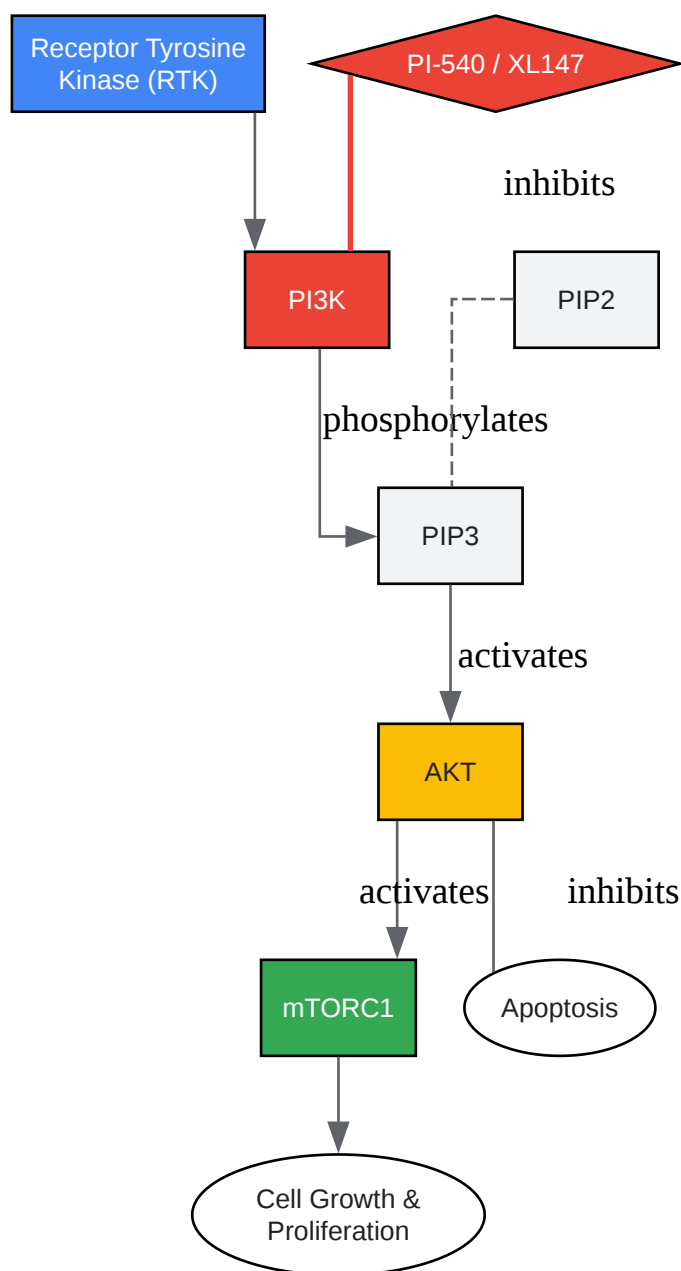 Receptor Tyrosine
Kinase (RTK)
PI-540 / XL147
inhibits
PI3K
PIP2
phosphorylates
PIP3
activates
AKT
activates
inhibits
mTORC1
Apoptosis
Cell Growth &
Proliferation